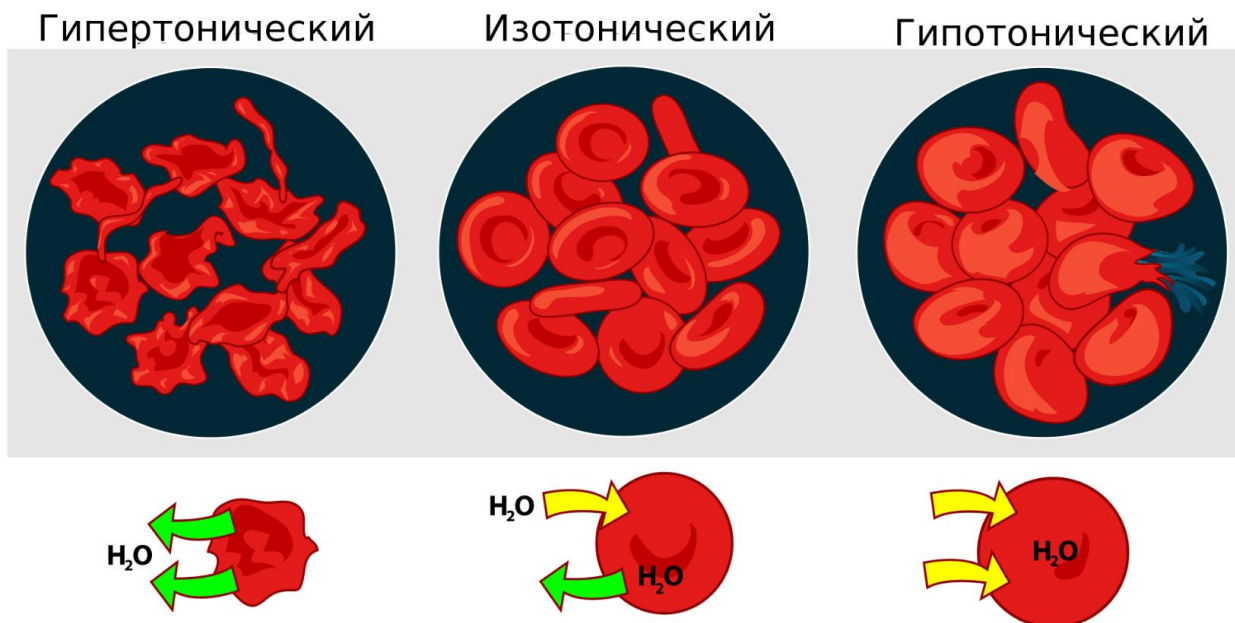 Гипертонический
Изотонический
Гипотонический
H₂O
H₂O
H₂O
H₂O